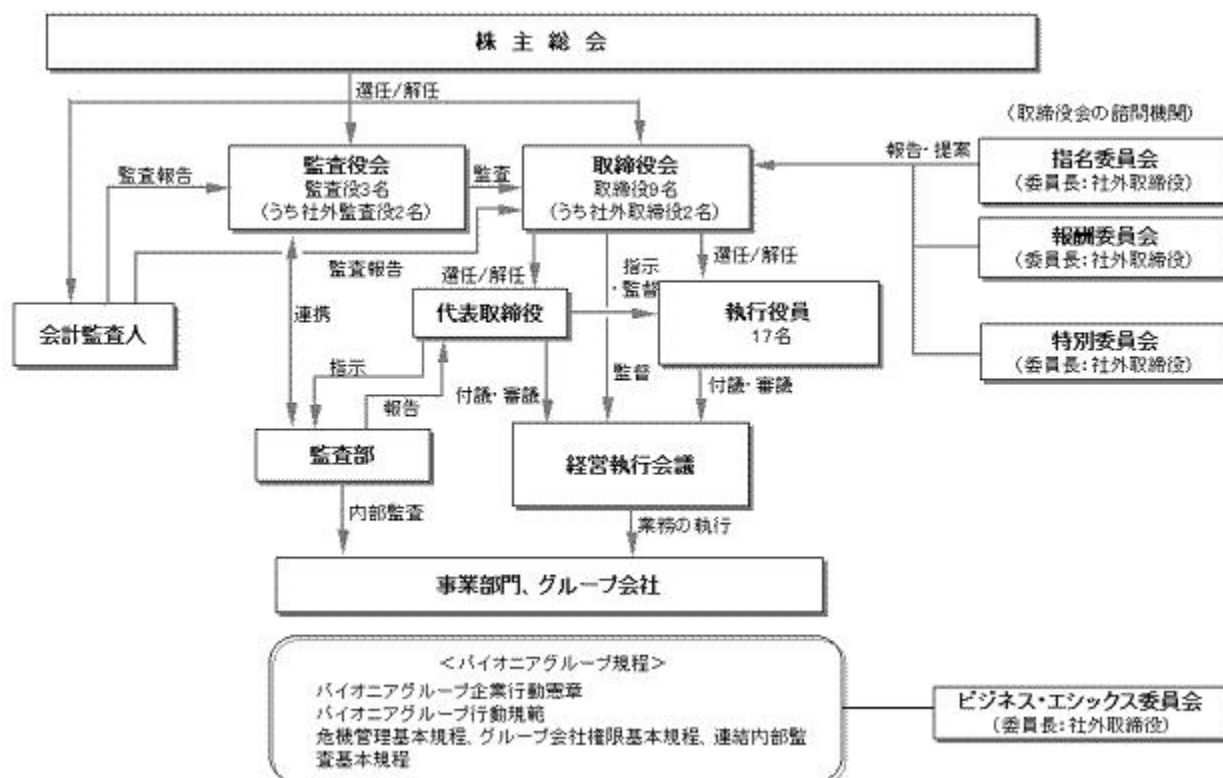 株 主 総 会
選任/解任
(取締役会の諮問機関)
監査報告
監査役会
監査役3名
(うち社外監査役2名)
監査
取締役会
取締役9名
(うち社外取締役2名)
報告・提案
指名委員会
(委員長:社外取締役)
報酬委員会
(委員長:社外取締役)
特別委員会
(委員長:社外取締役)
監査報告
選任/解任
指示
・監督
選任/解任
会計監査人
連携
代表取締役
執行役員
17名
指示
報告
付議・審議
監督
付議・審議
監査部
経営執行会議
内部監査
業務の執行
事業部門、グループ会社
<パイオニアグループ規程>
パイオニアグループ企業行動憲章
パイオニアグループ行動規範
危機管理基本規程、グループ会社権限基本規程、連結内部監
査基本規程
ビジネス・エシックス委員会
(委員長:社外取締役)